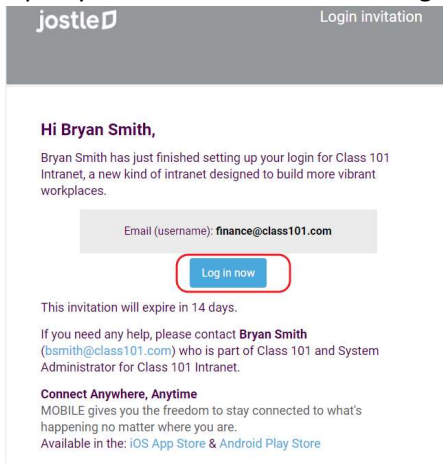 jostle
Login invitation
Hi Bryan Smith,
Bryan Smith has just finished setting up your login for Class 101
Intranet, a new kind of intranet designed to build more vibrant
workplaces.
Email (username): finance@class101.com
Log in now
This invitation will expire in 14 days.
If you need any help, please contact Bryan Smith
(bsmith@class101.com) who is part of Class 101 and System
Administrator for Class 101 Intranet.
Connect Anywhere, Anytime
MOBILE gives you the freedom to stay connected to what's
happening no matter where you are.
Available in the: iOS App Store & Android Play Store